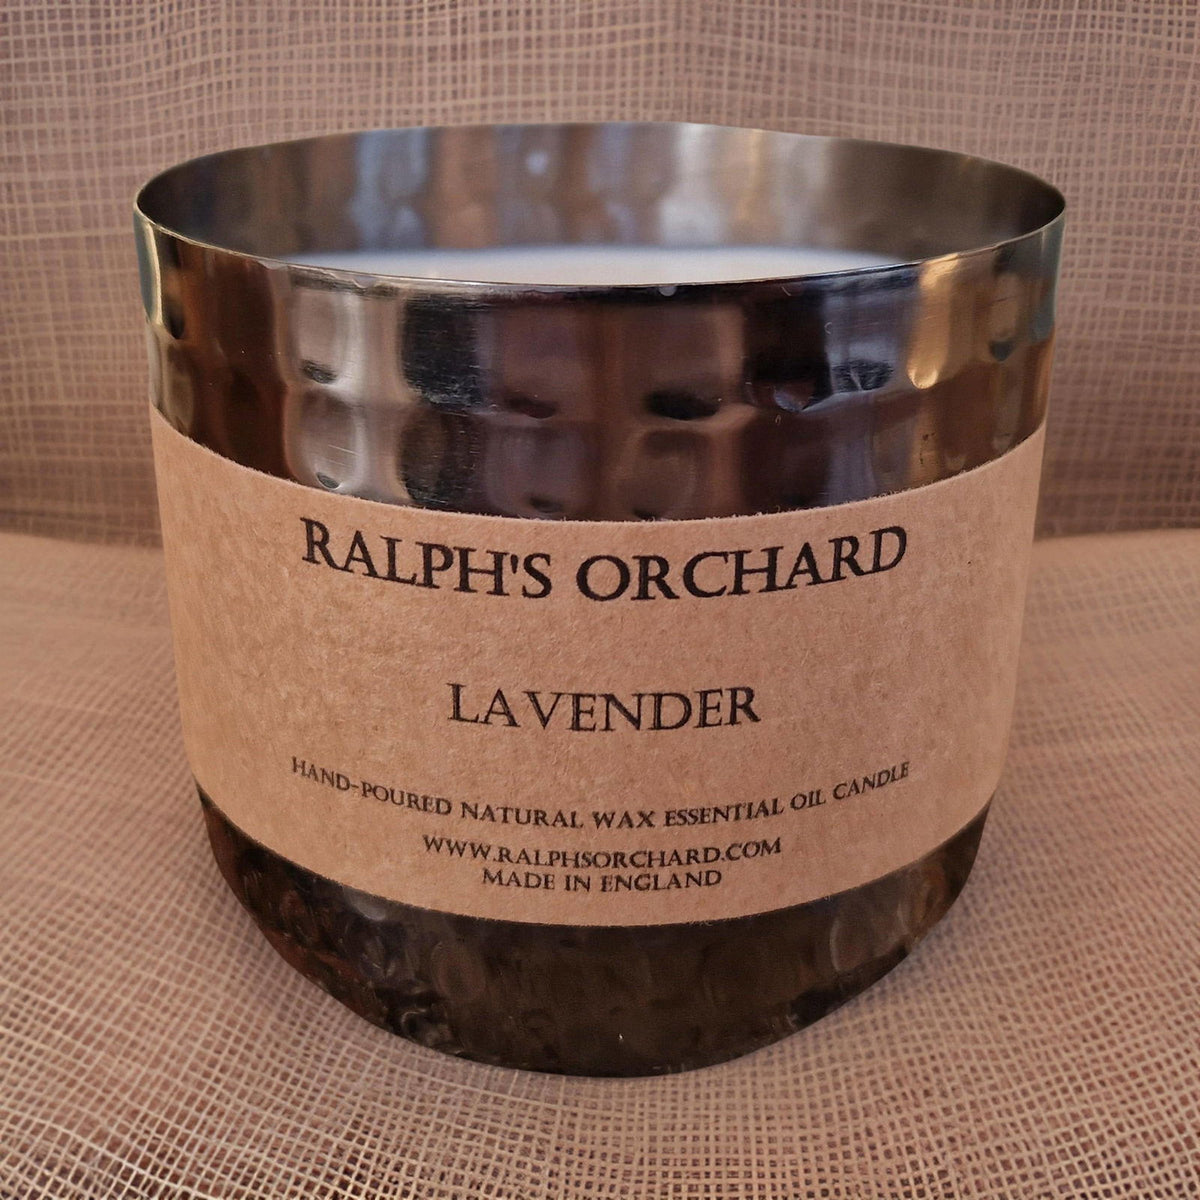 RALPH'S ORCHARD
LAVENDER
HAND-POURED NATURAL WAX ESSENTIAL OIL CANDLE
WWW.RALPHSORCHARD.COM
MADE IN ENGLAND